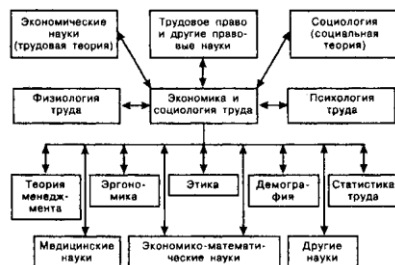 Экономические
науки
(трудовая теория)
Трудовое право
и другие право-
вые науки
Социология
(социальная
теория)
Физиология
труда
Экономика и
социология труда
Психология
труда
Теория
менедж-
мента
Эргоно-
мика
Этика
Демогра-
фия
Статистика
труда
Медицинские
науки
Экономико-математи-
ческие науки
Другие
науки